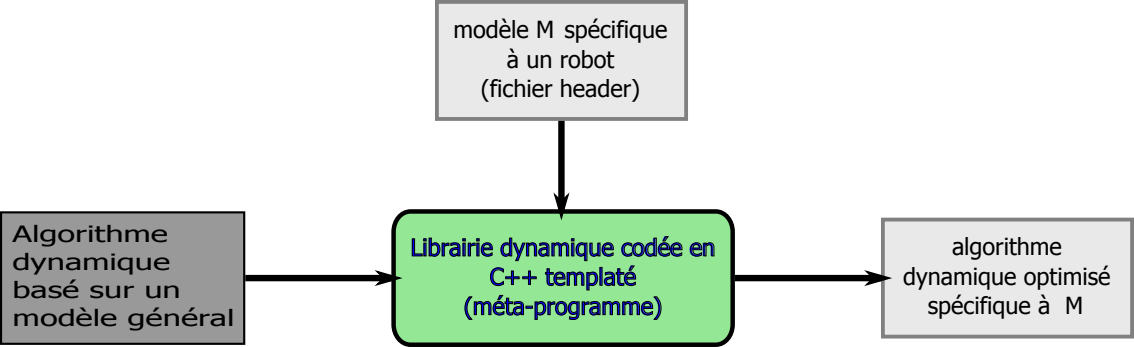 modèle M spécifique
à un robot
(fichier header)
Algorithme
dynamique
basé sur un
modèle général
Librairie dynamique codée en
C++ templaté
(méta-programme)
algorithme
dynamique optimisé
spécifique à M